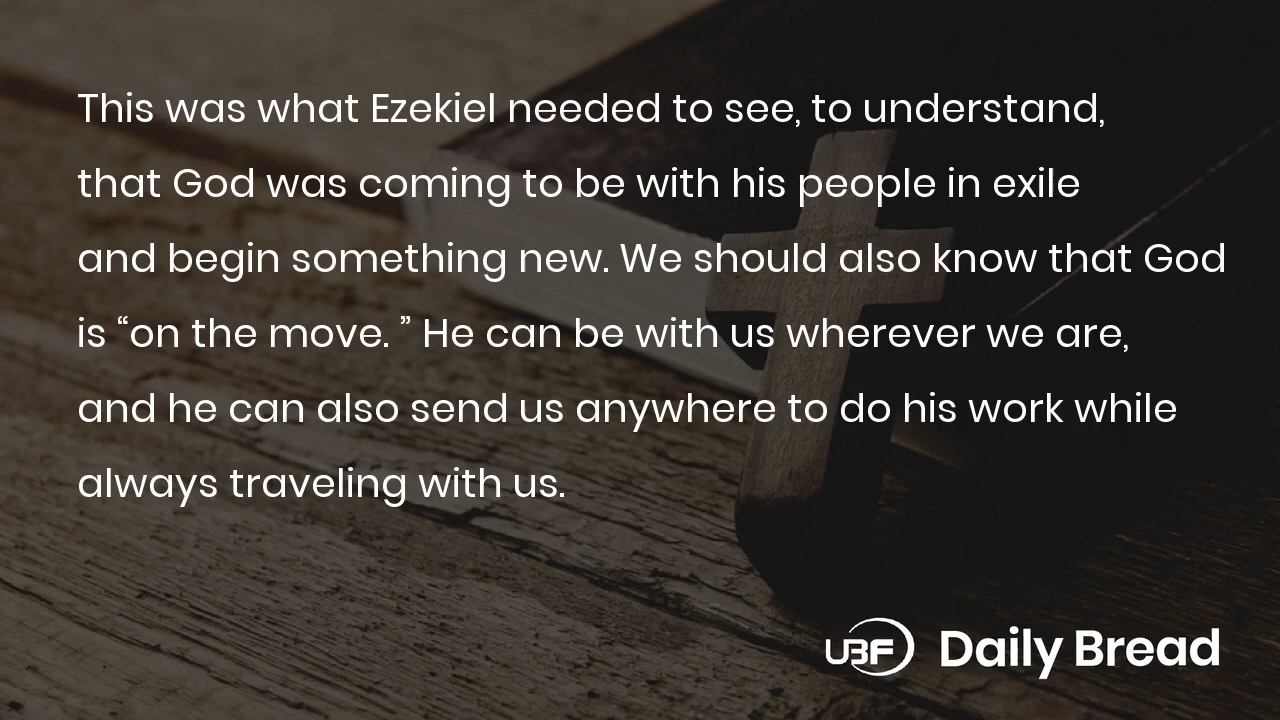 This was what Ezekiel needed to see, to understand,
that God was coming to be with his people in exile
and begin something new. We should also know that God
is “on the move. ” He can be with us wherever we are,
and he can also send us anywhere to do his work while
always traveling with us.
UBF Daily Bread